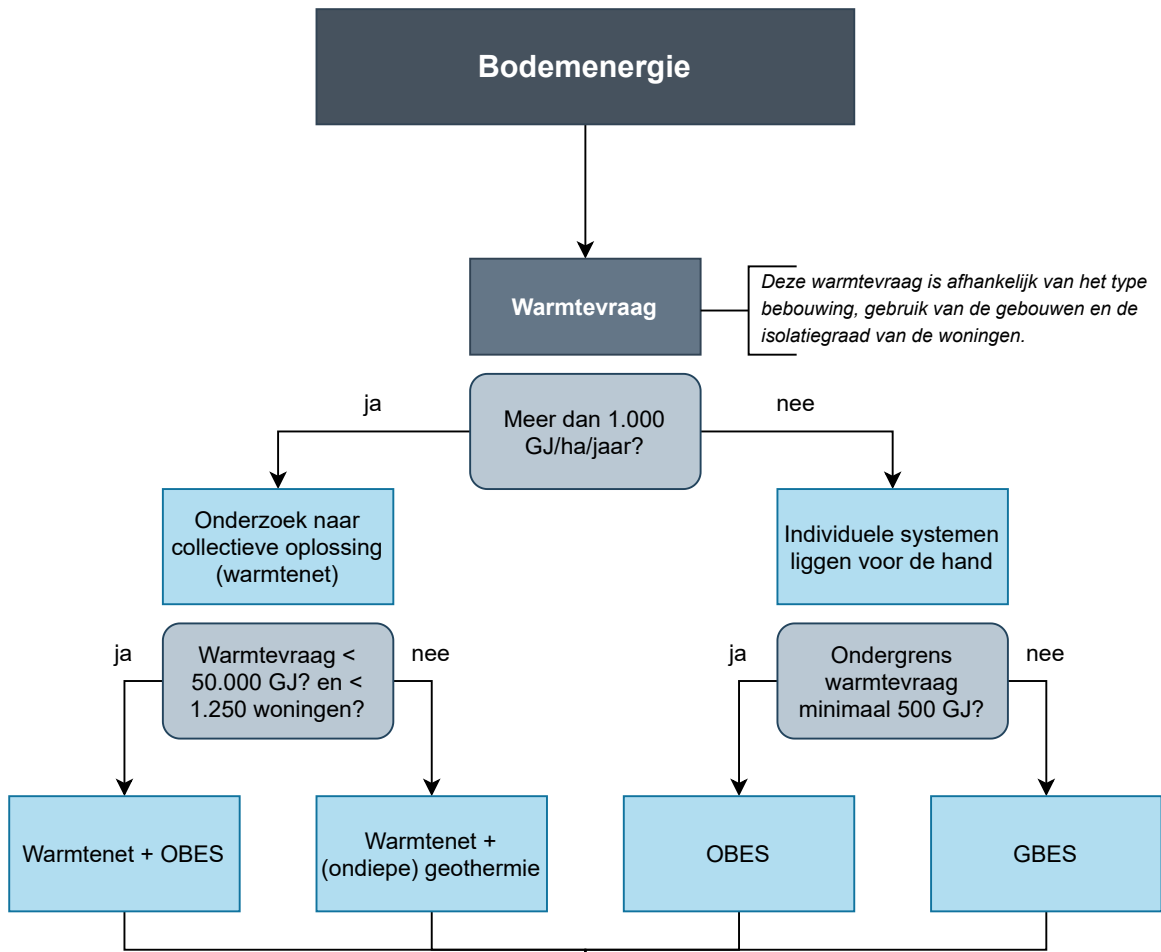 Bodemenergie
Warmtevraag
Deze warmtevraag is afhankelijk van het type
bebouwing, gebruik van de gebouwen en de
isolatiegraad van de woningen.
ja
Meer dan 1.000
GJ/ha/jaar?
nee
Onderzoek naar
collectieve oplossing
(warmtenet)
Individuele systemen
liggen voor de hand
ja
Warmtevraag <
50.000 GJ? en <
1.250 woningen?
nee
ja
Ondergrens
warmtevraag
minimaal 500 GJ?
nee
Warmtenet + OBES
Warmtenet +
(ondiepe) geothermie
OBES
GBES